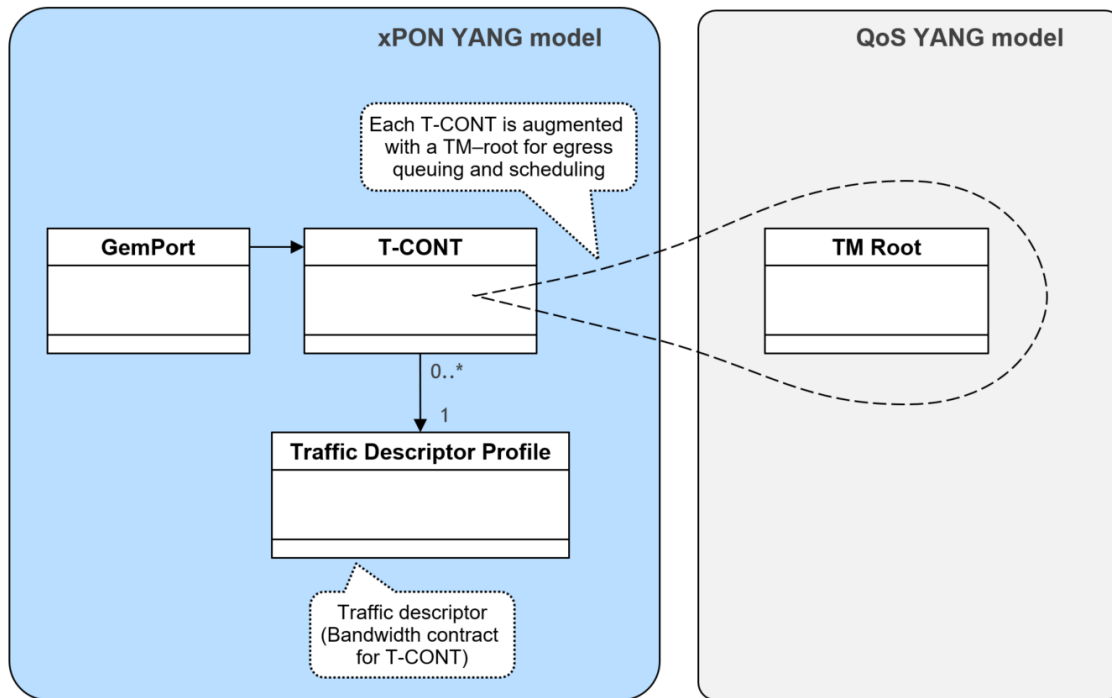 xPON YANG model
QoS YANG model
Each T-CONT is augmented
with a TM–root for egress
queuing and scheduling
GemPort
T-CONT
TM Root
0..*
1
Traffic Descriptor Profile
Traffic descriptor
(Bandwidth contract
for T-CONT)